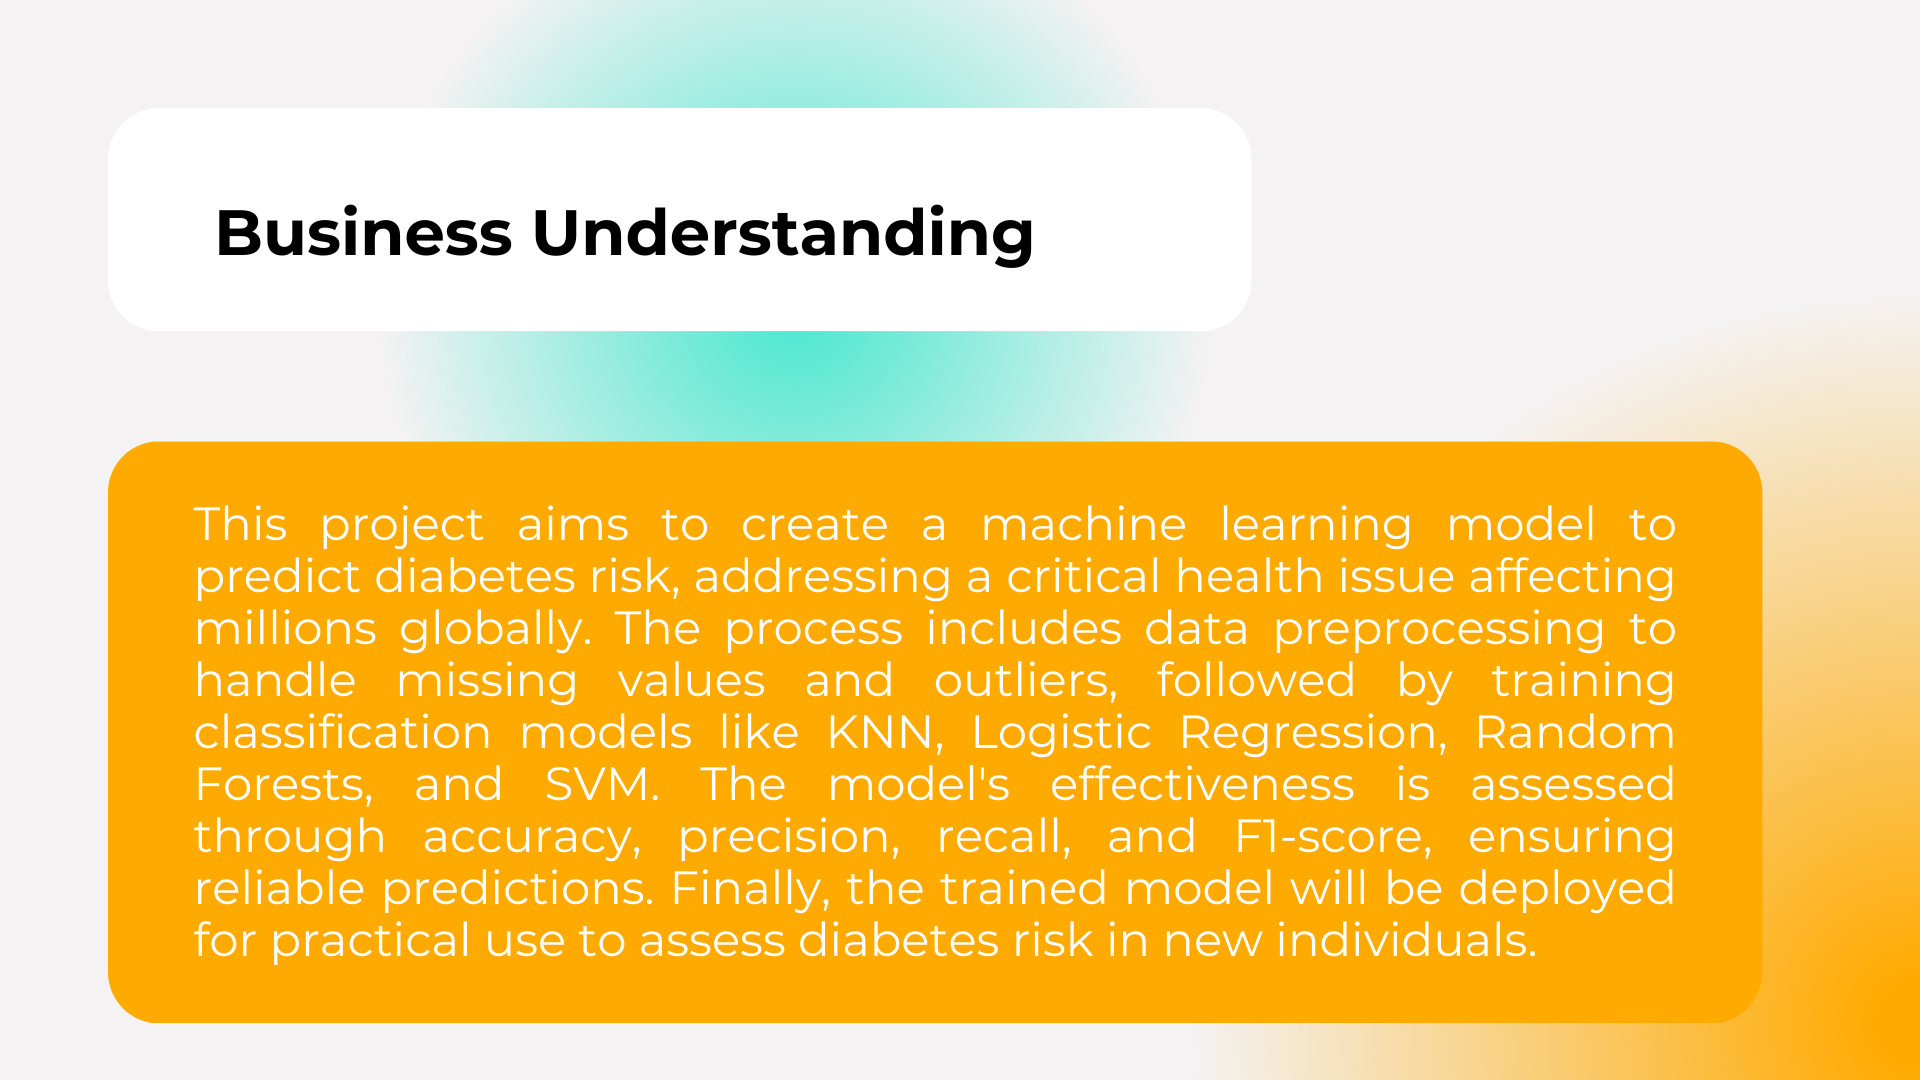 Business Understanding
This project aims to create a machine learning model to
predict diabetes risk, addressing a critical health issue affecting
millions globally. The process includes data preprocessing to
handle missing values and outliers, followed by training
classification models like KNN, Logistic Regression, Random
Forests, and SVM. The model's effectiveness is assessed
through accuracy, precision, recall, and F1-score, ensuring
reliable predictions. Finally, the trained model will be deployed
for practical use to assess diabetes risk in new individuals.